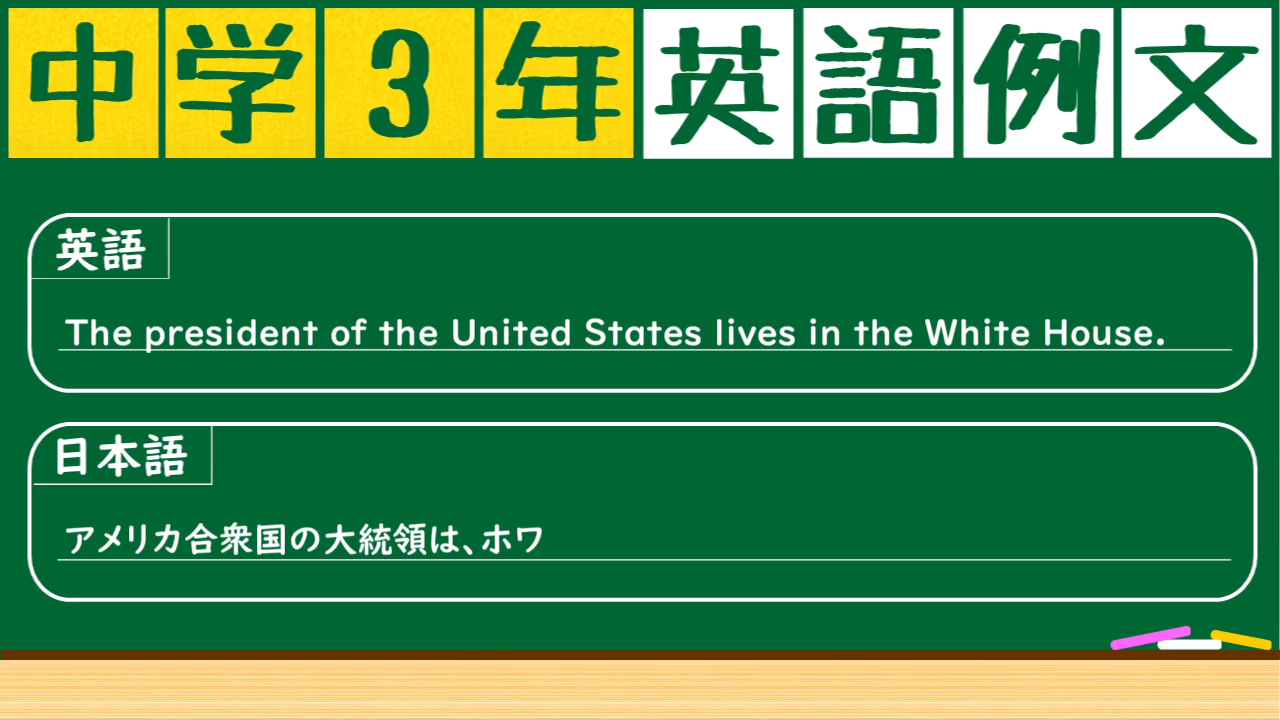 中学3年英語例文
英語
The president of the United States lives in the White House.
日本語
アメリカ合衆国の大統領は、ホワ